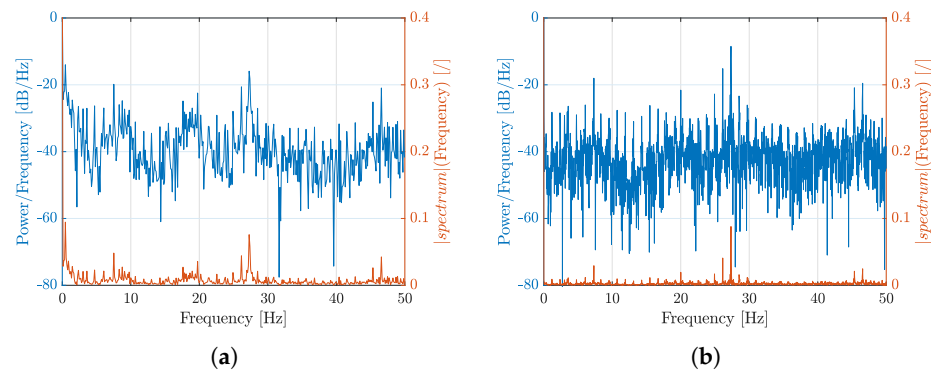 0
-20
-40
-60
-80
Power/Frequency [dB/Hz]
0.4
0.3
0.2
0.1
0
|spectrum|(Frequency) [/]
0 10 20 30 40 50
Frequency [Hz]
(a)
0
-20
-40
-60
-80
Power/Frequency [dB/Hz]
0.4
0.3
0.2
0.1
0
|spectrum|(Frequency) [/]
0 10 20 30 40 50
Frequency [Hz]
(b)